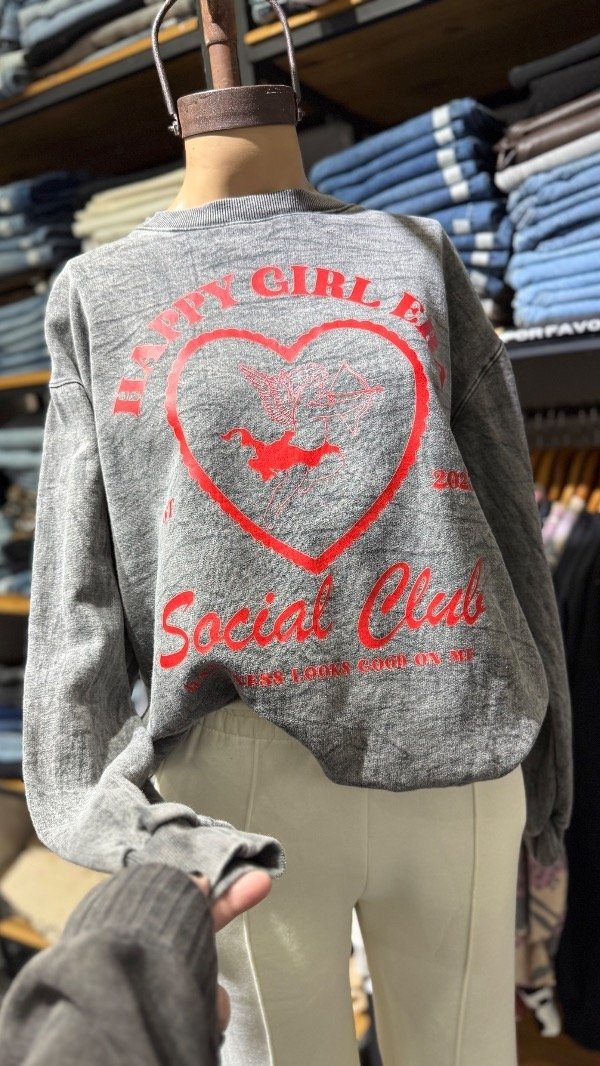 HAPPY GIRL ERA
Social Club
LOOKS GOOD ON ME